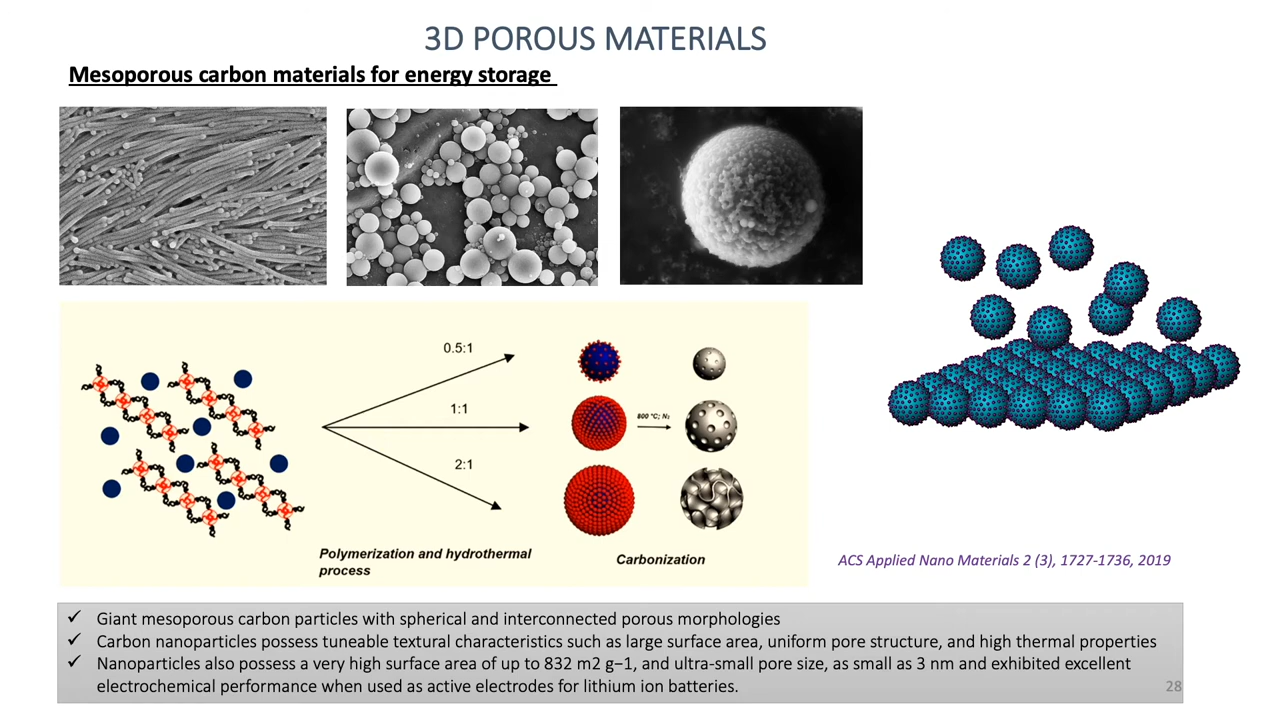 3D POROUS MATERIALS
Mesoporous carbon materials for energy storage
0.5:1
1:1
800 °C; N₂
2:1
Polymerization and hydrothermal
process
Carbonization
ACS Applied Nano Materials 2 (3), 1727-1736, 2019
✓ Giant mesoporous carbon particles with spherical and interconnected porous morphologies
✓ Carbon nanoparticles possess tuneable textural characteristics such as large surface area, uniform pore structure, and high thermal properties
✓ Nanoparticles also possess a very high surface area of up to 832 m2 g−1, and ultra-small pore size, as small as 3 nm and exhibited excellent
electrochemical performance when used as active electrodes for lithium ion batteries.
28